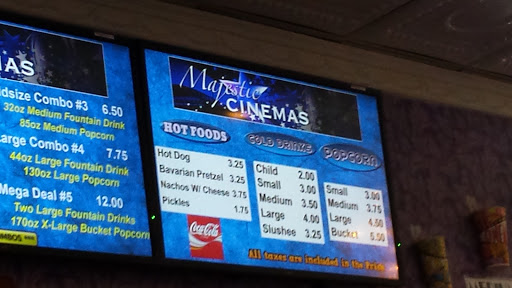 AS
dsize Combo #3 6.50
32oz Medium Fountain Drink
85oz Medium Popcorn
arge Combo #4 7.75
44oz Large Fountain Drink
130oz Large Popcorn
Mega Deal #5 12.00
Two Large Fountain Drinks
170oz X-Large Bucket Popcorn
OMBOS
Majestic
CINEMAS
HOT FOODS
Hot Dog 3.25
Bavarian Pretzel 3.25
Nachos W/ Cheese 3.75
Pickles 1.75
Coca-Cola
COLD DRINKS
Child 2.00
Small 3.00
Medium 3.50
Large 4.00
Slushee 3.25
POPCORN
Small 3.00
Medium 3.75
Large 4.50
Bucket 5.50
All taxes are included in the Price